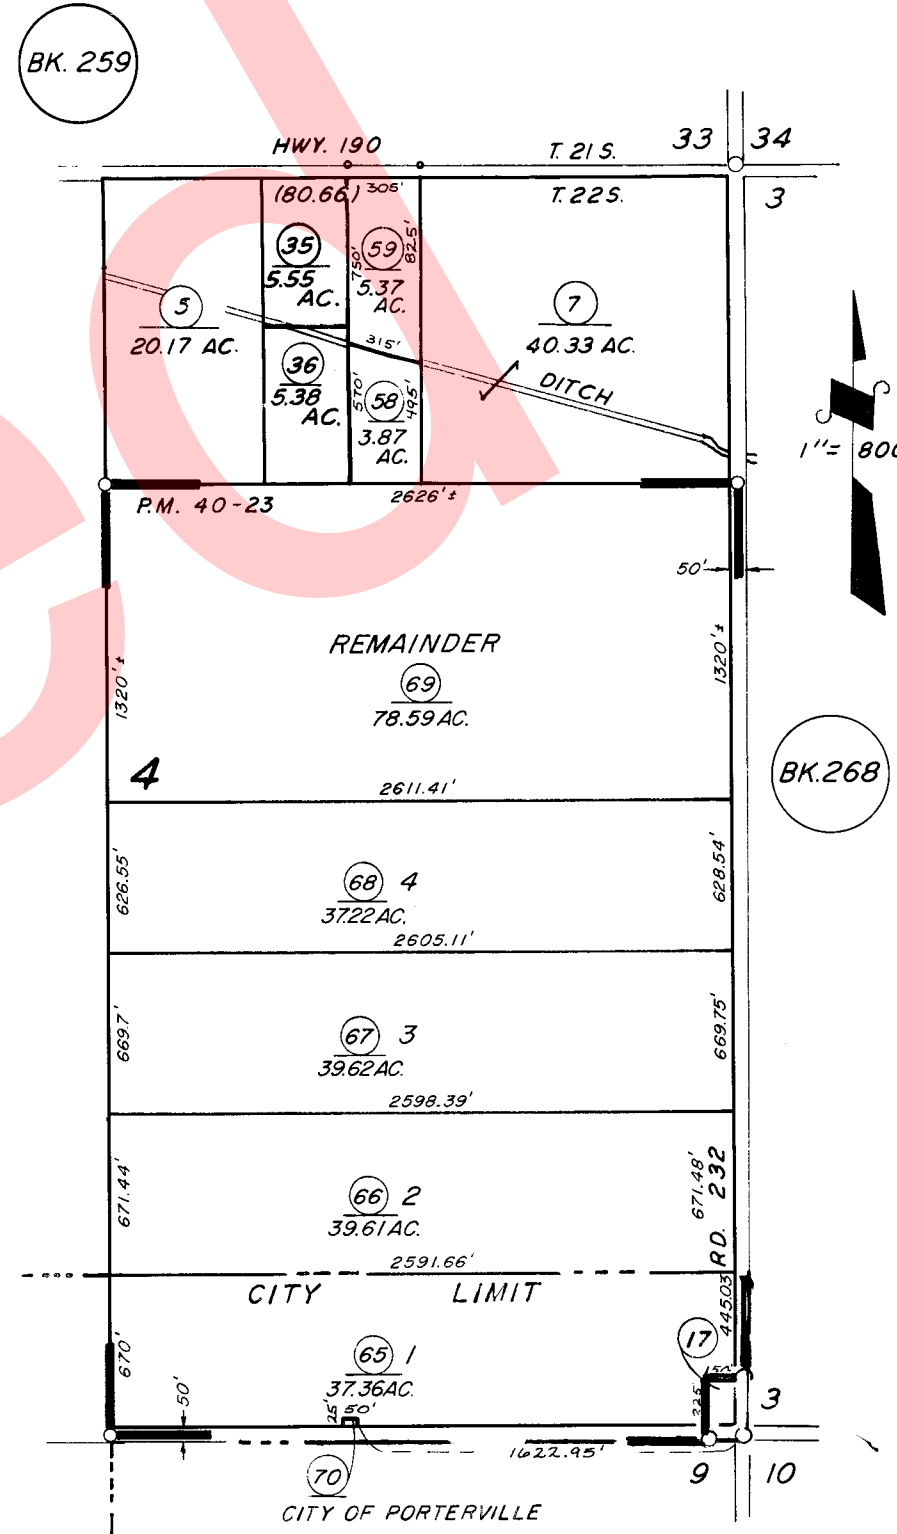 BK. 259
HWY. 190
T. 21 S.
33 34
(80.66) 305'
T. 22 S.
3
35
5.55
AC.
750'
59
5.37
AC.
825'
5
20.17 AC.
7
40.33 AC.
315'
36
5.38
AC.
570'
58
3.87
AC.
495'
DITCH
1"= 800
P.M. 40-23
2626'±
50'
REMAINDER
69
78.59 AC.
1320'±
1320'±
4
2611.41'
BK.268
626.55'
68 4
37.22 AC.
628.54'
2605.11'
669.7'
67 3
39.62 AC.
669.75'
2598.39'
671.44'
66 2
39.61 AC.
671.48'
RD. 232
2591.66'
CITY LIMIT
445.03'
670'
65 1
37.36 AC.
17
150'
225'
50'
25' 50'
3
1622.95'
70
9 10
CITY OF PORTERVILLE